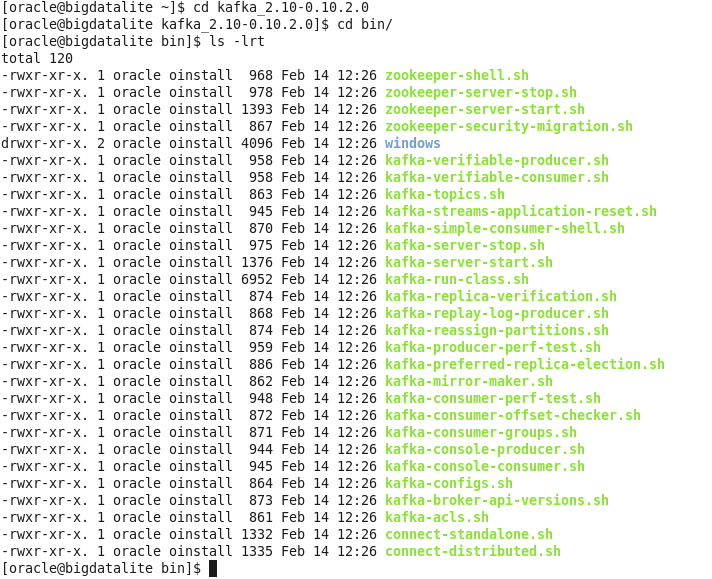 [oracle@bigdatalite ~]$ cd kafka_2.10-0.10.2.0
[oracle@bigdatalite kafka_2.10-0.10.2.0]$ cd bin/
[oracle@bigdatalite bin]$ ls -lrt
total 120
-rwxr-xr-x. 1 oracle oinstall  968 Feb 14 12:26 zookeeper-shell.sh
-rwxr-xr-x. 1 oracle oinstall  978 Feb 14 12:26 zookeeper-server-stop.sh
-rwxr-xr-x. 1 oracle oinstall 1393 Feb 14 12:26 zookeeper-server-start.sh
-rwxr-xr-x. 1 oracle oinstall  867 Feb 14 12:26 zookeeper-security-migration.sh
drwxr-xr-x. 2 oracle oinstall 4096 Feb 14 12:26 windows
-rwxr-xr-x. 1 oracle oinstall  958 Feb 14 12:26 kafka-verifiable-producer.sh
-rwxr-xr-x. 1 oracle oinstall  958 Feb 14 12:26 kafka-verifiable-consumer.sh
-rwxr-xr-x. 1 oracle oinstall  863 Feb 14 12:26 kafka-topics.sh
-rwxr-xr-x. 1 oracle oinstall  945 Feb 14 12:26 kafka-streams-application-reset.sh
-rwxr-xr-x. 1 oracle oinstall  870 Feb 14 12:26 kafka-simple-consumer-shell.sh
-rwxr-xr-x. 1 oracle oinstall  975 Feb 14 12:26 kafka-server-stop.sh
-rwxr-xr-x. 1 oracle oinstall 1376 Feb 14 12:26 kafka-server-start.sh
-rwxr-xr-x. 1 oracle oinstall 6952 Feb 14 12:26 kafka-run-class.sh
-rwxr-xr-x. 1 oracle oinstall  874 Feb 14 12:26 kafka-replica-verification.sh
-rwxr-xr-x. 1 oracle oinstall  868 Feb 14 12:26 kafka-replay-log-producer.sh
-rwxr-xr-x. 1 oracle oinstall  874 Feb 14 12:26 kafka-reassign-partitions.sh
-rwxr-xr-x. 1 oracle oinstall  959 Feb 14 12:26 kafka-producer-perf-test.sh
-rwxr-xr-x. 1 oracle oinstall  886 Feb 14 12:26 kafka-preferred-replica-election.sh
-rwxr-xr-x. 1 oracle oinstall  862 Feb 14 12:26 kafka-mirror-maker.sh
-rwxr-xr-x. 1 oracle oinstall  948 Feb 14 12:26 kafka-consumer-perf-test.sh
-rwxr-xr-x. 1 oracle oinstall  872 Feb 14 12:26 kafka-consumer-offset-checker.sh
-rwxr-xr-x. 1 oracle oinstall  871 Feb 14 12:26 kafka-consumer-groups.sh
-rwxr-xr-x. 1 oracle oinstall  944 Feb 14 12:26 kafka-console-producer.sh
-rwxr-xr-x. 1 oracle oinstall  945 Feb 14 12:26 kafka-console-consumer.sh
-rwxr-xr-x. 1 oracle oinstall  864 Feb 14 12:26 kafka-configs.sh
-rwxr-xr-x. 1 oracle oinstall  873 Feb 14 12:26 kafka-broker-api-versions.sh
-rwxr-xr-x. 1 oracle oinstall  861 Feb 14 12:26 kafka-acls.sh
-rwxr-xr-x. 1 oracle oinstall 1332 Feb 14 12:26 connect-standalone.sh
-rwxr-xr-x. 1 oracle oinstall 1335 Feb 14 12:26 connect-distributed.sh
[oracle@bigdatalite bin]$